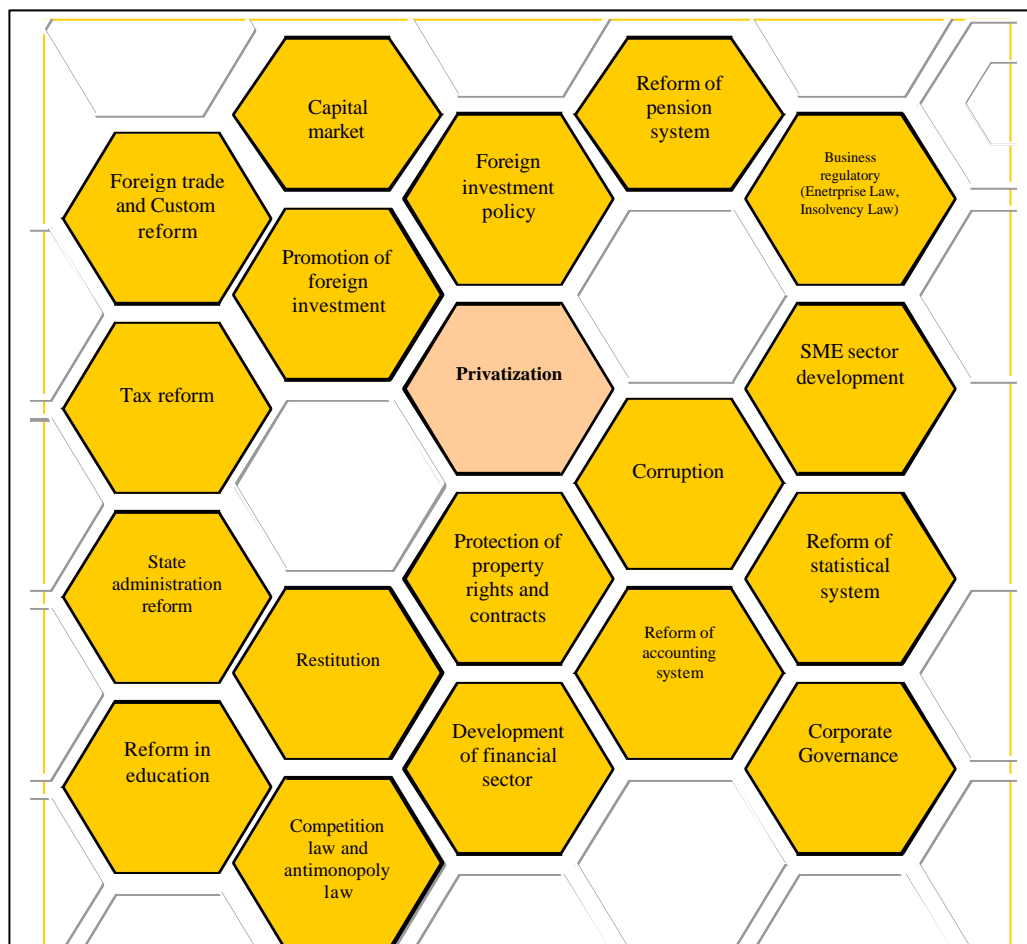 Capital
market
Reform of
pension
system
Foreign trade
and Custom
reform
Foreign
investment
policy
Business
regulatory
(Enetrprise Law,
Insolvency Law)
Promotion of
foreign
investment
Privatization
SME sector
development
Tax reform
Corruption
State
administration
reform
Protection of
property
rights and
contracts
Reform of
statistical
system
Restitution
Reform of
accounting
system
Reform in
education
Development
of financial
sector
Corporate
Governance
Competition
law and
antimonopoly
law